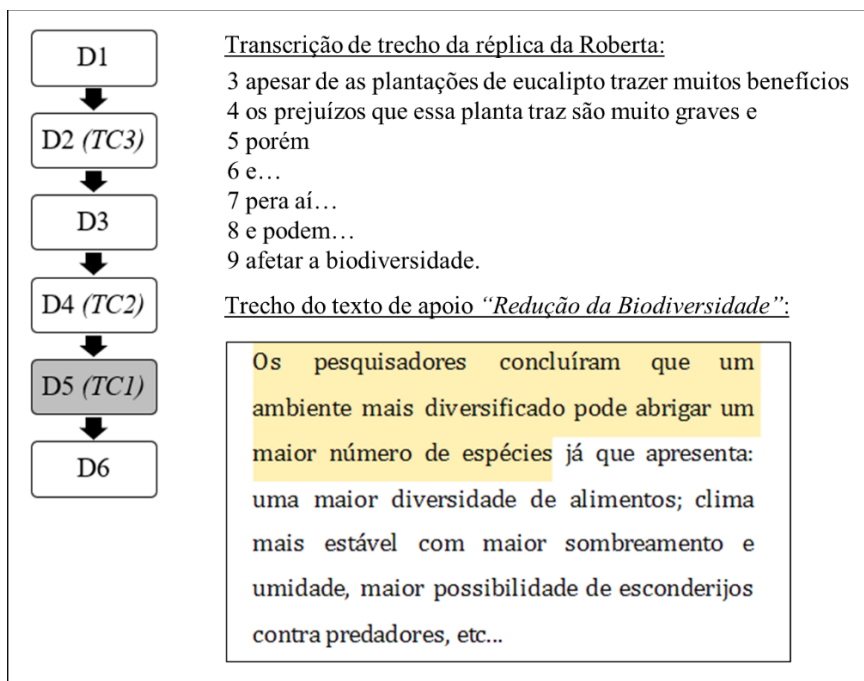 D1
D2 (TC3)
D3
D4 (TC2)
D5 (TC1)
D6
Transcrição de trecho da réplica da Roberta:
3 apesar de as plantações de eucalipto trazer muitos benefícios
4 os prejuízos que essa planta traz são muito graves e
5 porém
6 e…
7 pera aí…
8 e podem…
9 afetar a biodiversidade.
Trecho do texto de apoio “Redução da Biodiversidade”:
Os pesquisadores concluíram que um
ambiente mais diversificado pode abrigar um
maior número de espécies já que apresenta:
uma maior diversidade de alimentos; clima
mais estável com maior sombreamento e
umidade, maior possibilidade de esconderijos
contra predadores, etc...